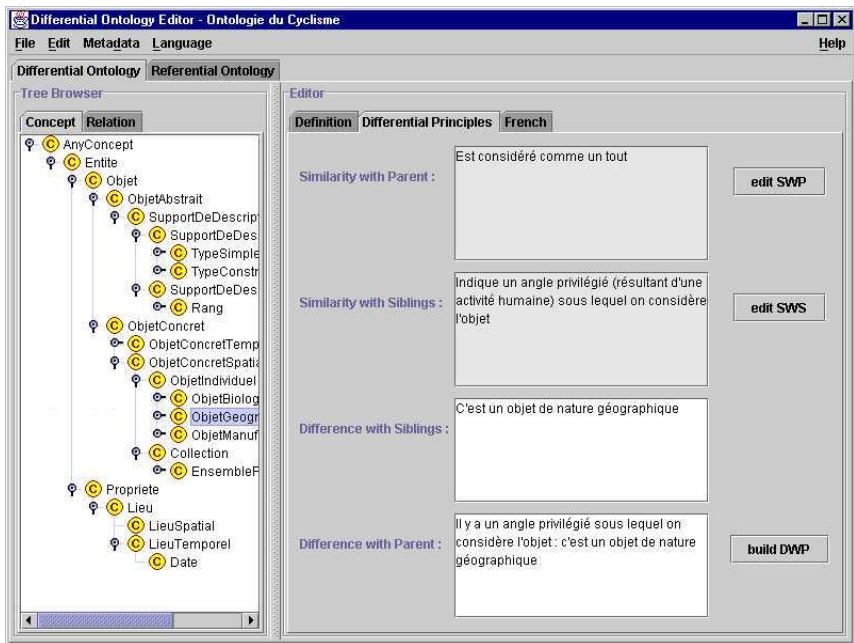 Differential Ontology Editor - Ontologie du Cyclisme
File Edit Metadata Language Help
Differential Ontology Referential Ontology
Tree Browser
Concept Relation
AnyConcept
Entite
Objet
ObjetAbstrait
SupportDeDescript
SupportDeDes
TypeSimple
TypeConstr
SupportDeDes
Rang
ObjetConcret
ObjetConcretTemp
ObjetConcretSpatia
ObjetIndividuel
ObjetBiolog
ObjetGeogr
ObjetManuf
Collection
EnsembleF
Propriete
Lieu
LieuSpatial
LieuTemporel
Date
Editor
Definition Differential Principles French
Similarity with Parent :
Est considéré comme un tout
edit SWP
Similarity with Siblings :
Indique un angle privilégié (résultant d'une
activité humaine) sous lequel on considère
l'objet
edit SWS
Difference with Siblings :
C'est un objet de nature géographique
Difference with Parent :
Il y a un angle privilégié sous lequel on
considère l'objet : c'est un objet de nature
géographique
build DWP